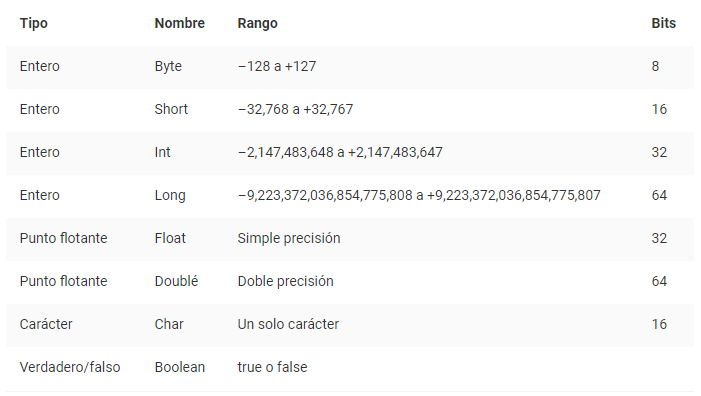 Tipo Nombre Rango Bits
Entero Byte −128 a +127 8
Entero Short −32,768 a +32,767 16
Entero Int −2,147,483,648 a +2,147,483,647 32
Entero Long −9,223,372,036,854,775,808 a +9,223,372,036,854,775,807 64
Punto flotante Float Simple precisión 32
Punto flotante Doublé Doble precisión 64
Carácter Char Un solo carácter 16
Verdadero/falso Boolean true o false